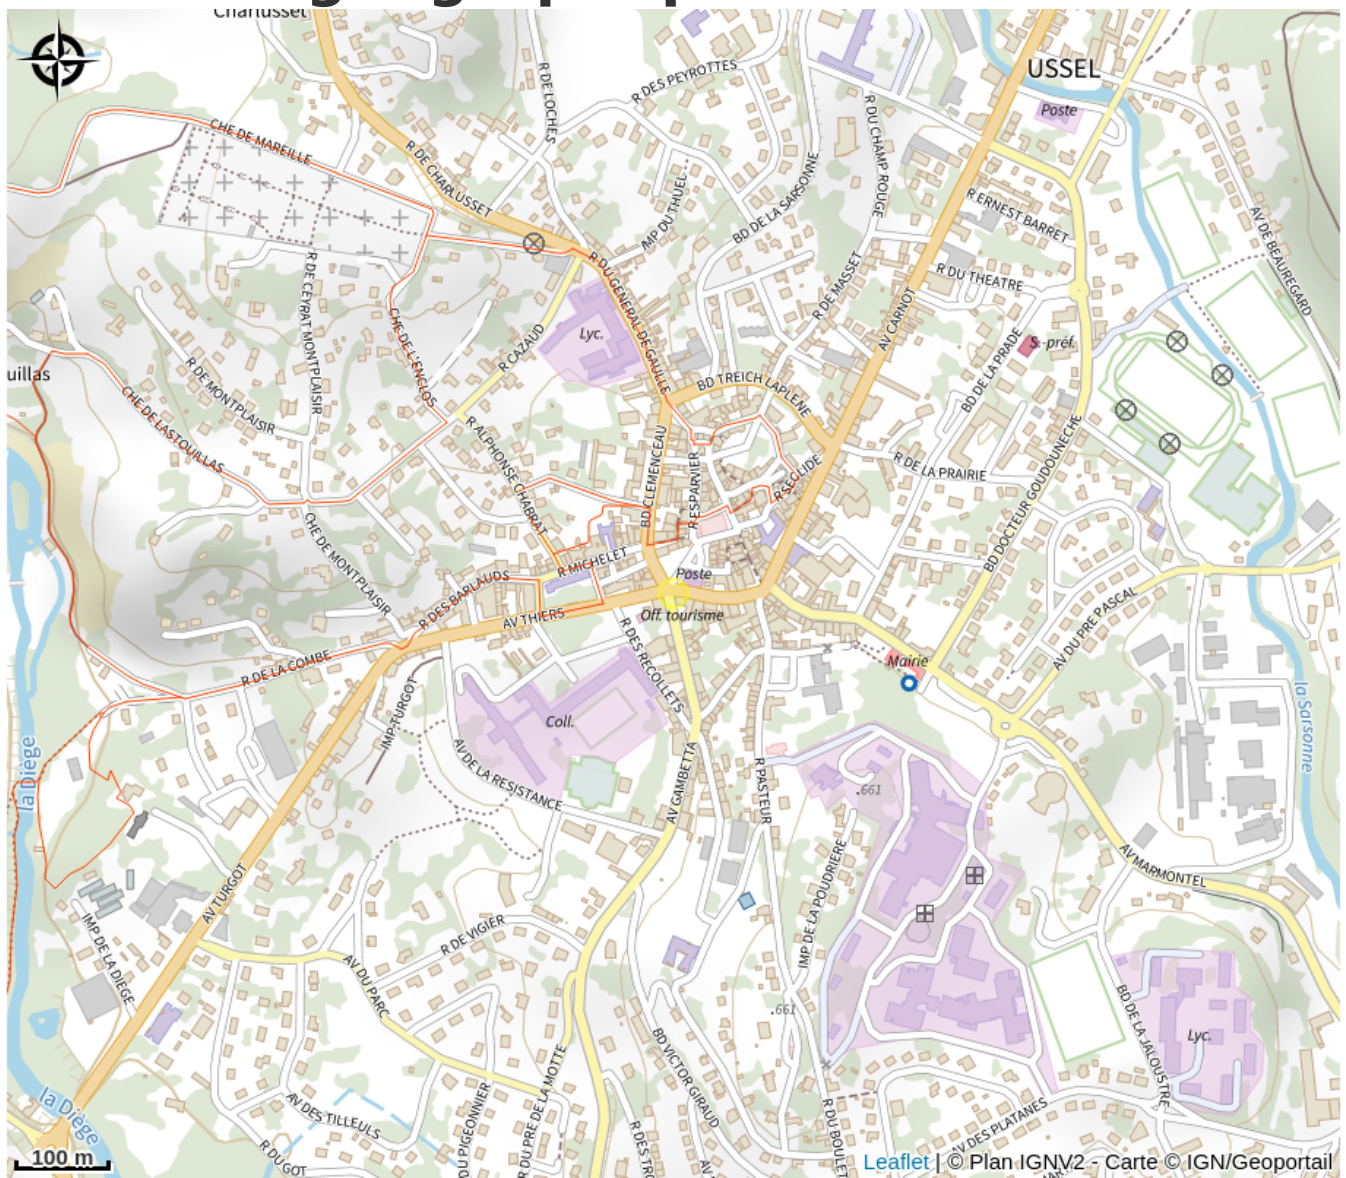 Charlusset
USSEL
R DE LOCHES
R DES PEYROTTES
Poste
CHE DE MAREILLE
R DE CHARLUSSET
R DU CHAMP ROUGE
IMP DU THUEL
BD DE LA SARSONNE
R ERNEST BARRET
AV DE BEAUREGARD
R DE CEYRAT MONTPLAISIR
R DU GENERAL DE GAULLE
R DE MASSET
R DU THEATRE
AV CARNOT
CHE DE L'ENCLOS
Lyc.
R CAZAUD
BD DE LA PRADE
S.-préf.
uillas
R DE MONTPLAISIR
CHE DE LASTOUILLAS
BD TREICH LAPLENE
R ALPHONSE CHABRAT
BD CLEMENCEAU
R ESPARVIER
R SEGLIDE
R DE LA PRAIRIE
BD DOCTEUR GOUDOUNECHE
CHE DE MONTPLAISIR
R DES BARLAUDS
R MICHELET
Poste
AV THIERS
Off. tourisme
AV DU PRE PASCAL
R DES RECOLLETS
R DE LA COMBE
Mairie
IMP TURGOT
Coll.
la Sarsonne
la Diège
AV DE LA RESISTANCE
AV GAMBETTA
R PASTEUR
.661
AV TURGOT
IMP DE LA POUDRIERE
AV MARMONTEL
IMP DE LA DIEGE
R DE VIGIER
AV DU PARC
.661
BD DE LA JALOUSTRE
Lyc.
BD VICTOR GIRAUD
la Diège
AV DES TILLEULS
DU PIGEONNIER
R DU PRE DE LA MOTTE
R DU BOULET
AV DES PLATANES
R DUGOT
R DES TRO
AV
100 m
Leaflet | © Plan IGNV2 - Carte © IGN/Geoportail